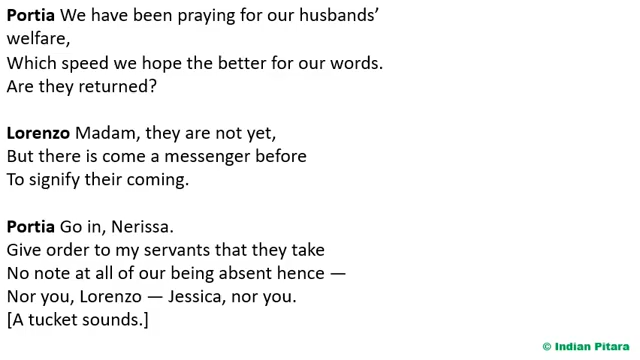 Portia We have been praying for our husbands’
welfare,
Which speed we hope the better for our words.
Are they returned?
Lorenzo Madam, they are not yet,
But there is come a messenger before
To signify their coming.
Portia Go in, Nerissa.
Give order to my servants that they take
No note at all of our being absent hence —
Nor you, Lorenzo — Jessica, nor you.
[A tucket sounds.]
© Indian Pitara